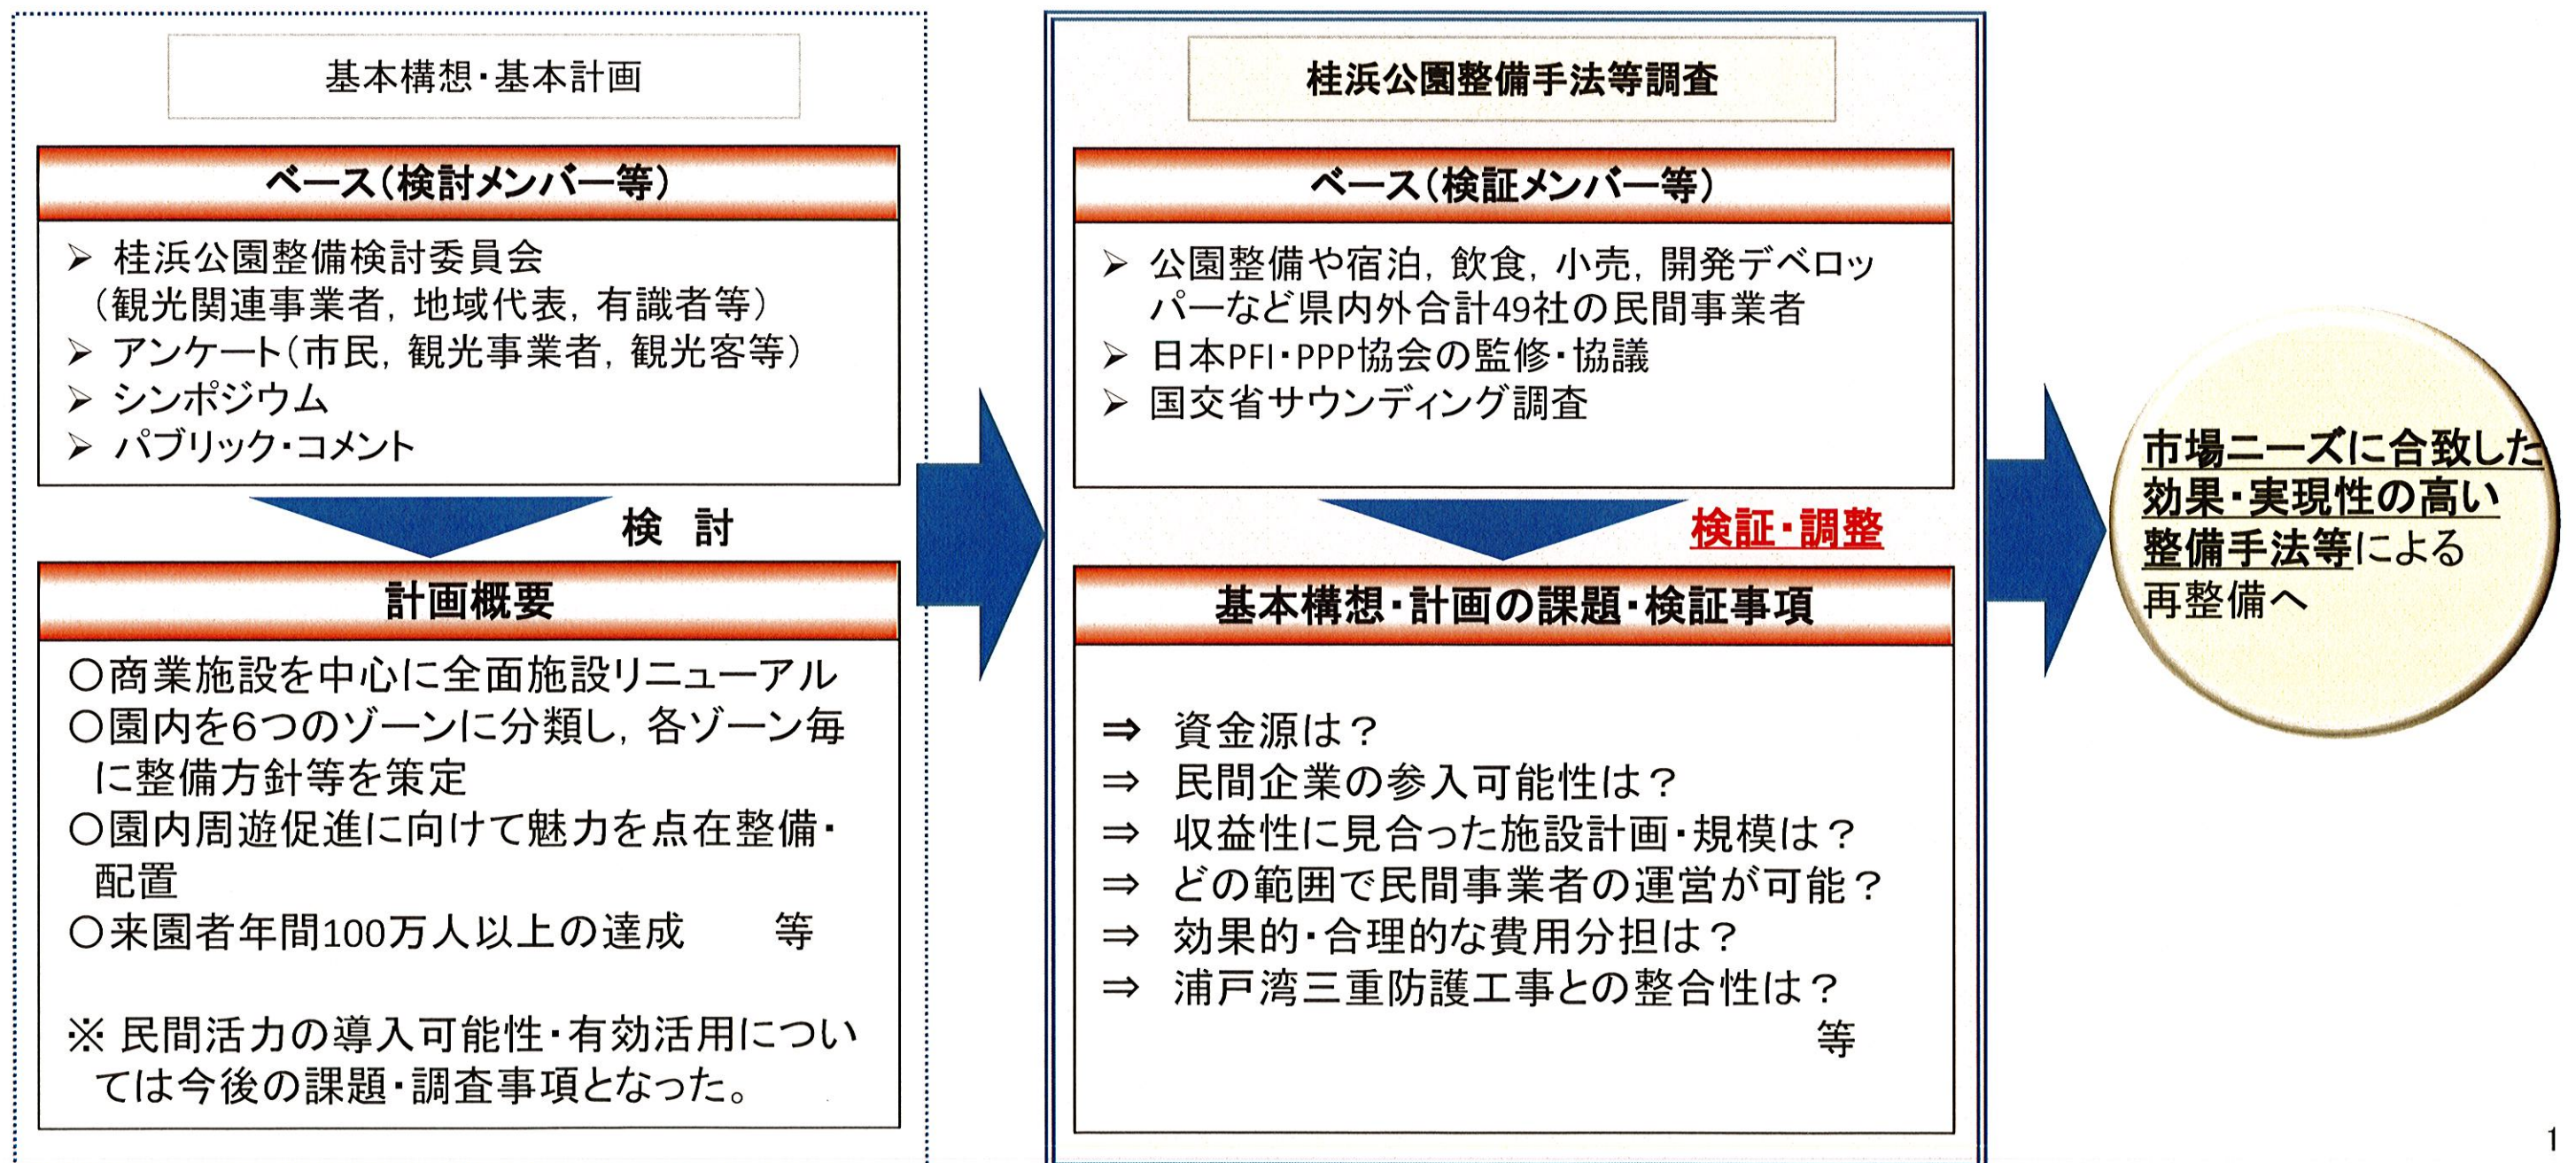 基本構想・基本計画
ベース（検討メンバー等）
➢ 桂浜公園整備検討委員会
（観光関連事業者，地域代表，有識者等）
➢ アンケート（市民，観光事業者，観光客等）
➢ シンポジウム
➢ パブリック・コメント
検　討
計画概要
○商業施設を中心に全面施設リニューアル
○園内を６つのゾーンに分類し，各ゾーン毎
に整備方針等を策定
○園内周遊促進に向けて魅力を点在整備・
配置
○来園者年間100万人以上の達成　　等
※ 民間活力の導入可能性・有効活用につい
ては今後の課題・調査事項となった。
桂浜公園整備手法等調査
ベース（検証メンバー等）
➢ 公園整備や宿泊，飲食，小売，開発デベロッ
パーなど県内外合計49社の民間事業者
➢ 日本PFI・PPP協会の監修・協議
➢ 国交省サウンディング調査
検証・調整
基本構想・計画の課題・検証事項
⇒　資金源は？
⇒　民間企業の参入可能性は？
⇒　収益性に見合った施設計画・規模は？
⇒　どの範囲で民間事業者の運営が可能？
⇒　効果的・合理的な費用分担は？
⇒　浦戸湾三重防護工事との整合性は？
等
市場ニーズに合致した
効果・実現性の高い
整備手法等による
再整備へ
1